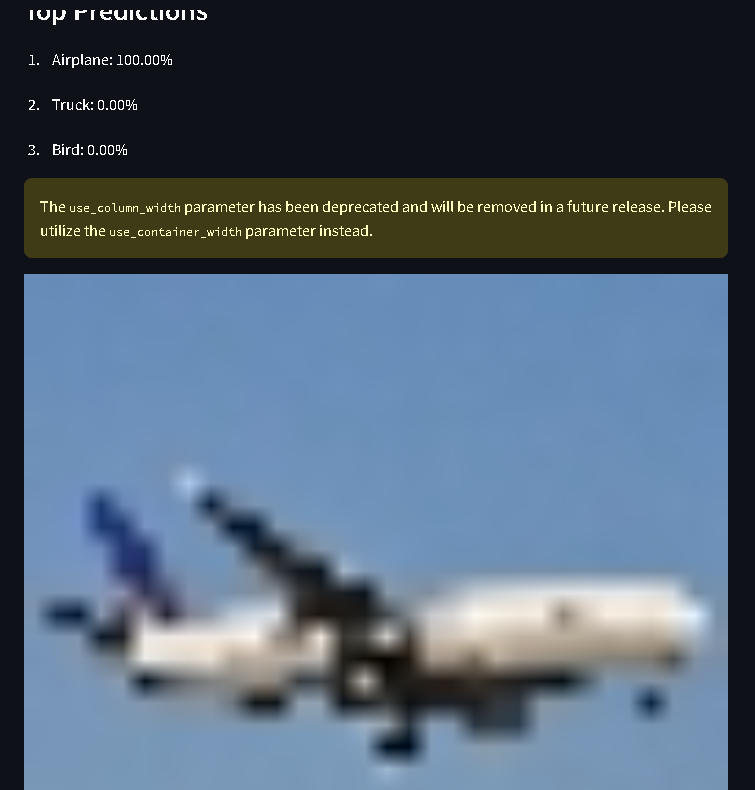 Top Predictions
1. Airplane: 100.00%
2. Truck: 0.00%
3. Bird: 0.00%
The use_column_width parameter has been deprecated and will be removed in a future release. Please
utilize the use_container_width parameter instead.